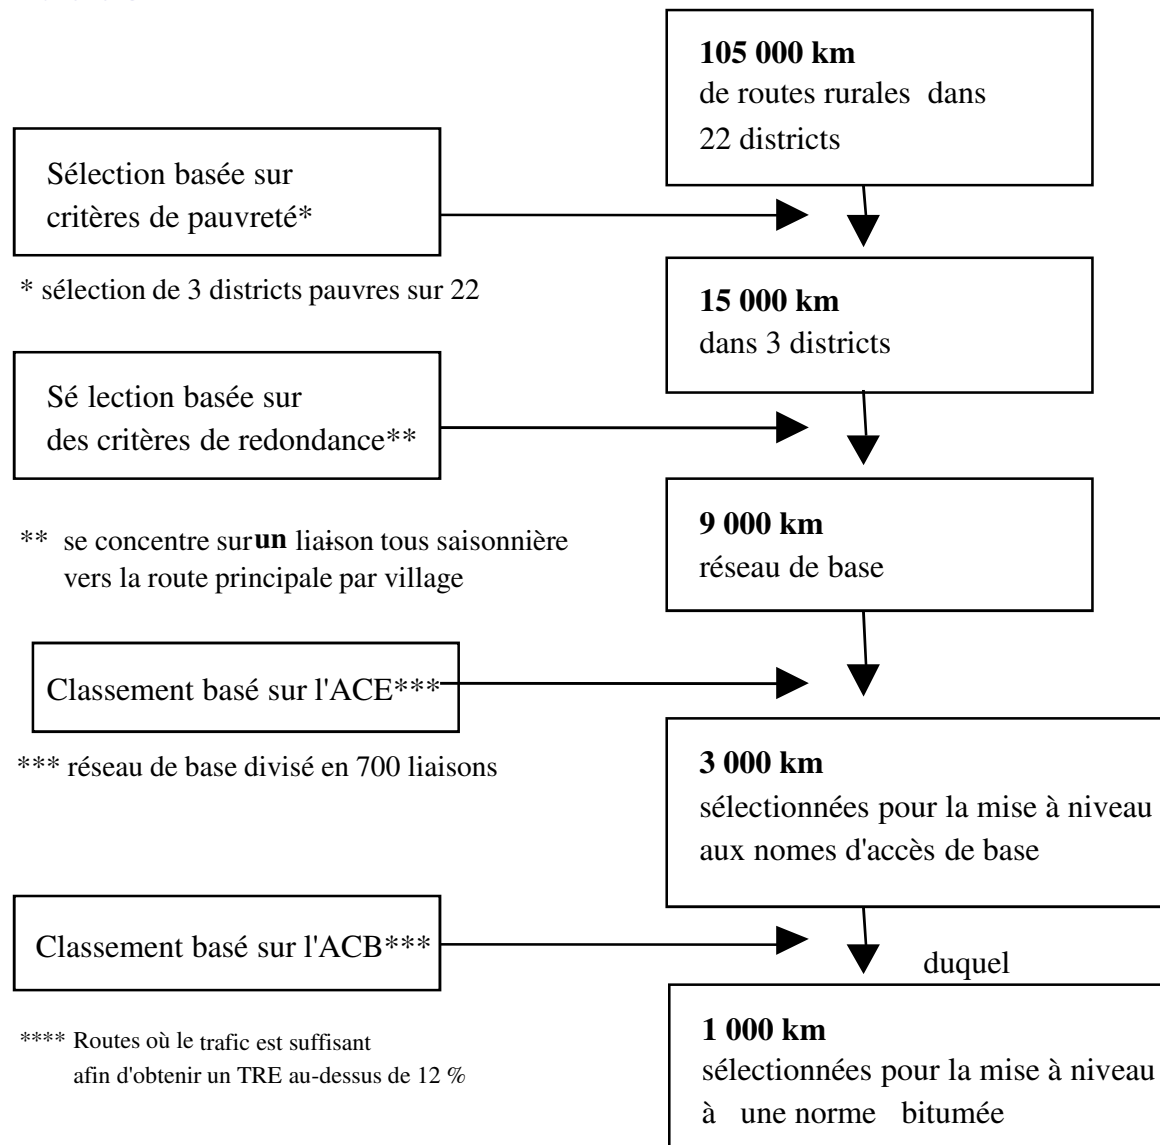 105 000 km
de routes rurales dans
22 districts
Sélection basée sur
critères de pauvreté*
* sélection de 3 districts pauvres sur 22
15 000 km
dans 3 districts
Sé lection basée sur
des critères de redondance**
** se concentre sur un liaison tous saisonnière
vers la route principale par village
9 000 km
réseau de base
Classement basé sur l'ACE***
*** réseau de base divisé en 700 liaisons
3 000 km
sélectionnées pour la mise à niveau
aux nomes d'accès de base
Classement basé sur l'ACB***
duquel
**** Routes où le trafic est suffisant
afin d'obtenir un TRE au-dessus de 12 %
1 000 km
sélectionnées pour la mise à niveau
à une norme bitumée